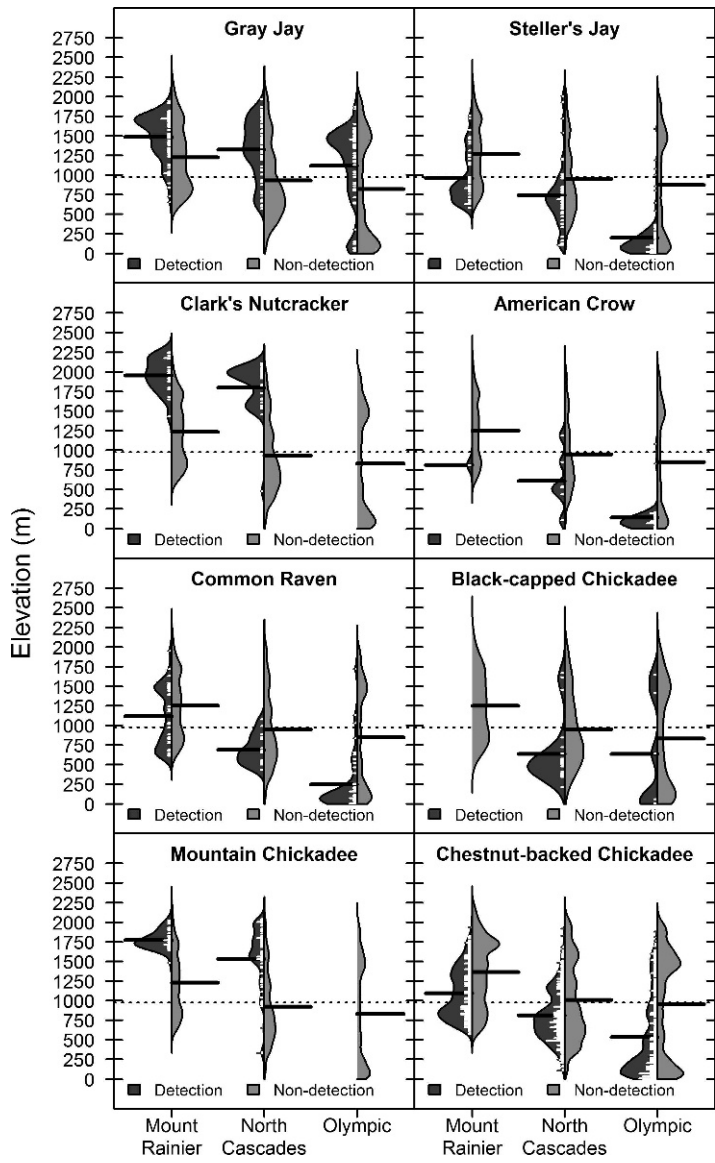 Elevation (m)
Gray Jay
2750
2500
2250
2000
1750
1500
1250
1000
750
500
250
0
Detection Non-detection
Steller's Jay
Detection Non-detection
Clark's Nutcracker
2750
2500
2250
2000
1750
1500
1250
1000
750
500
250
0
Detection Non-detection
American Crow
Detection Non-detection
Common Raven
2750
2500
2250
2000
1750
1500
1250
1000
750
500
250
0
Detection Non-detection
Black-capped Chickadee
Detection Non-detection
Mountain Chickadee
2750
2500
2250
2000
1750
1500
1250
1000
750
500
250
0
Detection Non-detection
Chestnut-backed Chickadee
Detection Non-detection
Mount North Olympic Mount North Olympic
Rainier Cascades Rainier Cascades